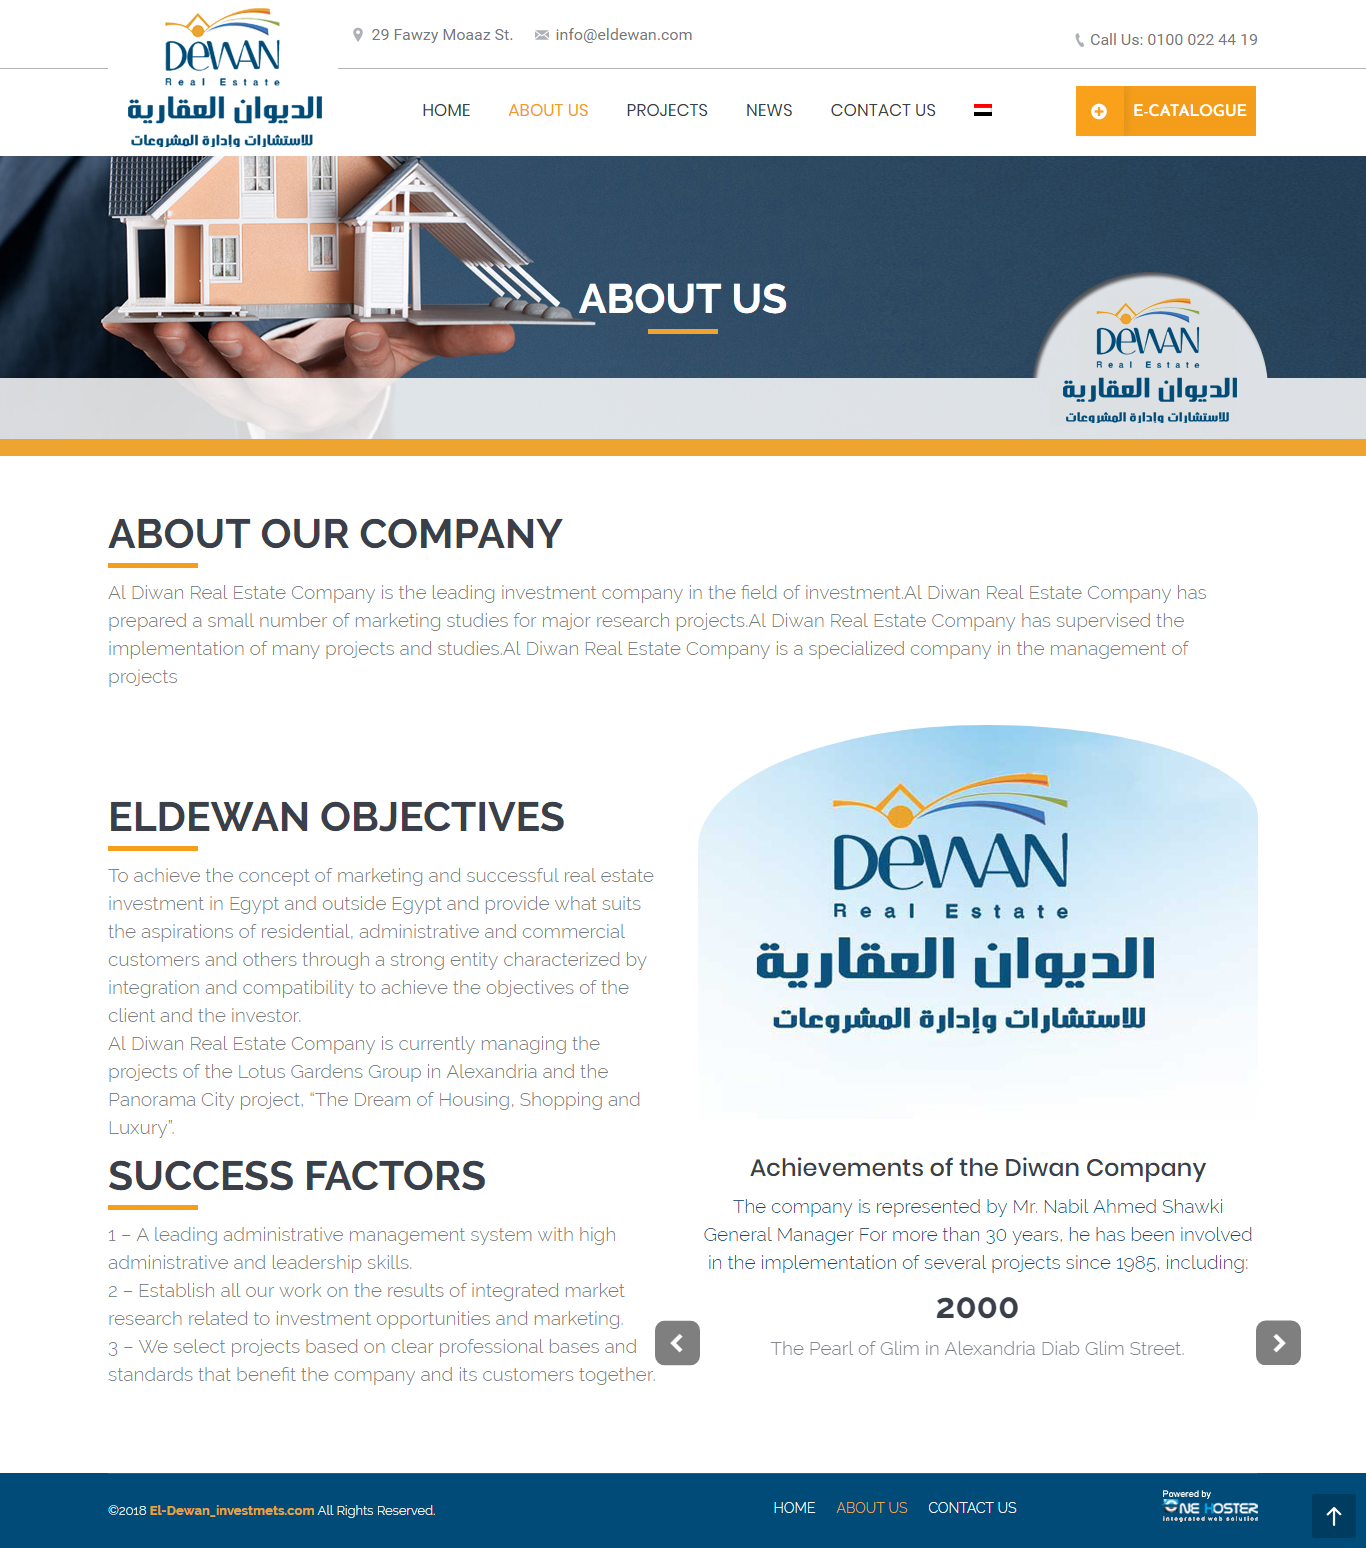 DEWAN
Real Estate
الديوان العقارية
للاستشارات وإدارة المشروعات
29 Fawzy Moaaz St.
info@eldewan.com
Call Us: 0100 022 44 19
HOME
ABOUT US
PROJECTS
NEWS
CONTACT US
E-CATALOGUE
ABOUT US
DEWAN
Real Estate
الديوان العقارية
للاستشارات وإدارة المشروعات
ABOUT OUR COMPANY
Al Diwan Real Estate Company is the leading investment company in the field of investment.Al Diwan Real Estate Company has
prepared a small number of marketing studies for major research projects.Al Diwan Real Estate Company has supervised the
implementation of many projects and studies.Al Diwan Real Estate Company is a specialized company in the management of
projects
ELDEWAN OBJECTIVES
To achieve the concept of marketing and successful real estate
investment in Egypt and outside Egypt and provide what suits
the aspirations of residential, administrative and commercial
customers and others through a strong entity characterized by
integration and compatibility to achieve the objectives of the
client and the investor.
Al Diwan Real Estate Company is currently managing the
projects of the Lotus Gardens Group in Alexandria and the
Panorama City project, “The Dream of Housing, Shopping and
Luxury”.
SUCCESS FACTORS
1 – A leading administrative management system with high
administrative and leadership skills.
2 – Establish all our work on the results of integrated market
research related to investment opportunities and marketing.
3 – We select projects based on clear professional bases and
standards that benefit the company and its customers together.
DEWAN
Real Estate
الديوان العقارية
للاستشارات وإدارة المشروعات
Achievements of the Diwan Company
The company is represented by Mr. Nabil Ahmed Shawki
General Manager For more than 30 years, he has been involved
in the implementation of several projects since 1985, including:
2000
The Pearl of Glim in Alexandria Diab Glim Street.
©2018 El-Dewan_investmets.com All Rights Reserved.
HOME
ABOUT US
CONTACT US
Powered by
ONE HOSTER
integrated web solution